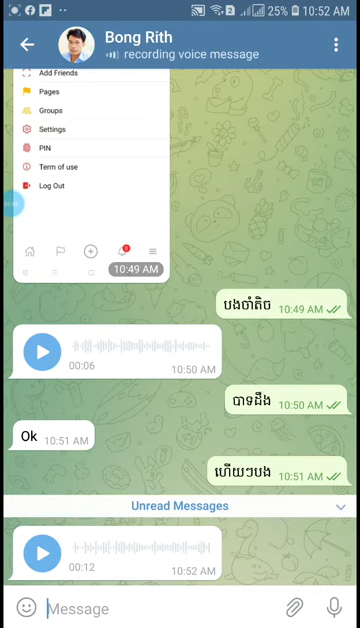 25% 10:52 AM
Bong Rith
recording voice message
Add Friends
Pages
Groups
Settings
PIN
Term of use
Log Out
10:49 AM
បងចាំតិច 10:49 AM
00:06 10:50 AM
បាទដឹង 10:50 AM
Ok 10:51 AM
ហើយៗបង 10:51 AM
Unread Messages
00:12 10:52 AM
Message